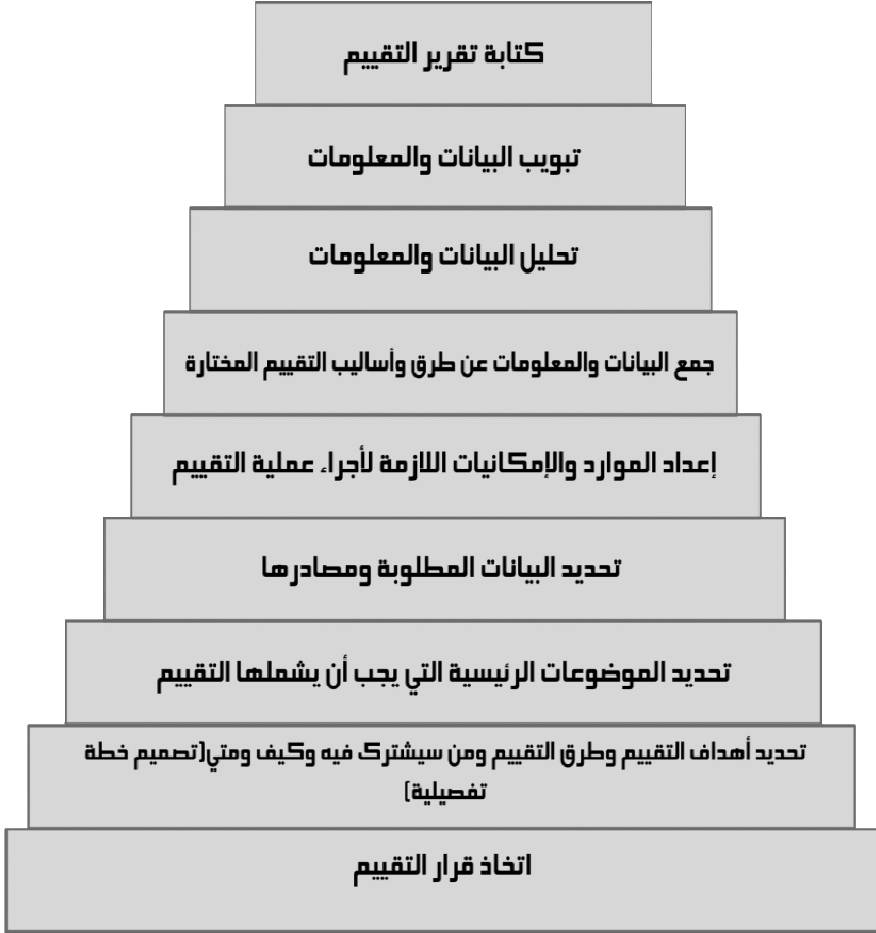 كتابة تقرير التقييم
تبويب البيانات والمعلومات
تحليل البيانات والمعلومات
جمع البيانات والمعلومات عن طرق وأساليب التقييم المختارة
إعداد الموارد والإمكانيات اللازمة لأجراء عملية التقييم
تحديد البيانات المطلوبة ومصادرها
تحديد الموضوعات الرئيسية التي يجب أن يشملها التقييم
تحديد أهداف التقييم وطرق التقييم ومن سيشترك فيه وكيف ومتي(تصميم خطة
تفصيلية)
اتخاذ قرار التقييم